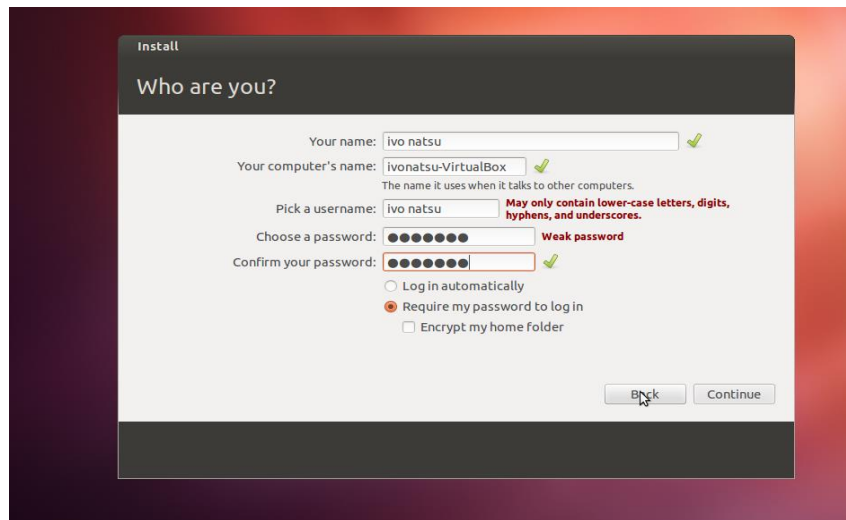 Install
Who are you?
Your name: ivo natsu
Your computer's name: ivonatsu-VirtualBox
The name it uses when it talks to other computers.
Pick a username: ivo natsu May only contain lower-case letters, digits,
hyphens, and underscores.
Choose a password: ●●●●●●● Weak password
Confirm your password: ●●●●●●●
Log in automatically
Require my password to log in
Encrypt my home folder
Back Continue